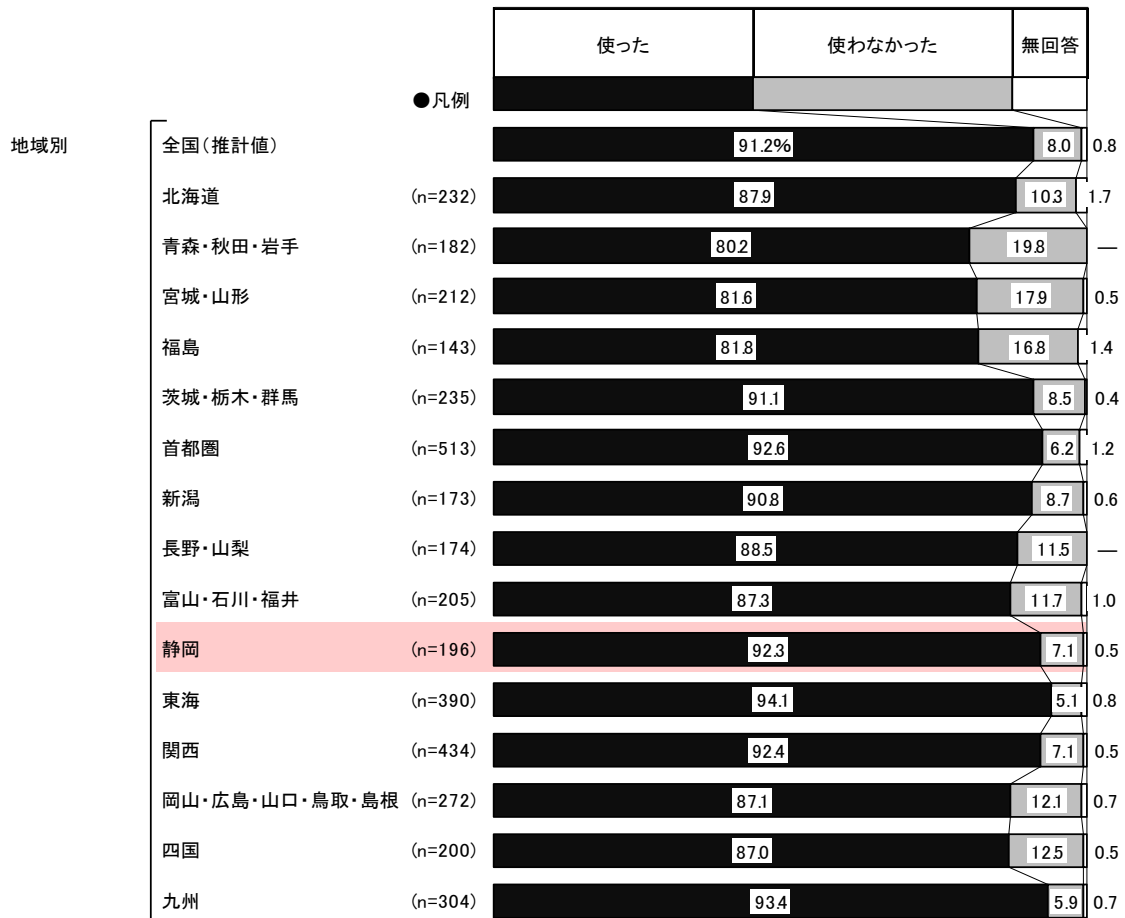 使った 使わなかった 無回答
●凡例
地域別 全国(推計値) 91.2% 8.0 0.8
北海道 (n=232) 87.9 10.3 1.7
青森・秋田・岩手 (n=182) 80.2 19.8 ―
宮城・山形 (n=212) 81.6 17.9 0.5
福島 (n=143) 81.8 16.8 1.4
茨城・栃木・群馬 (n=235) 91.1 8.5 0.4
首都圏 (n=513) 92.6 6.2 1.2
新潟 (n=173) 90.8 8.7 0.6
長野・山梨 (n=174) 88.5 11.5 ―
富山・石川・福井 (n=205) 87.3 11.7 1.0
静岡 (n=196) 92.3 7.1 0.5
東海 (n=390) 94.1 5.1 0.8
関西 (n=434) 92.4 7.1 0.5
岡山・広島・山口・鳥取・島根 (n=272) 87.1 12.1 0.7
四国 (n=200) 87.0 12.5 0.5
九州 (n=304) 93.4 5.9 0.7